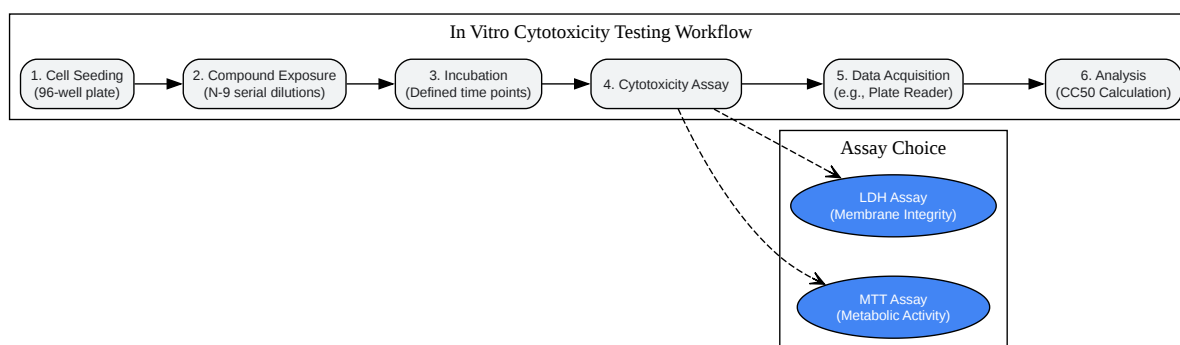 In Vitro Cytotoxicity Testing Workflow
1. Cell Seeding
(96-well plate)
2. Compound Exposure
(N-9 serial dilutions)
3. Incubation
(Defined time points)
4. Cytotoxicity Assay
5. Data Acquisition
(e.g., Plate Reader)
6. Analysis
(CC50 Calculation)
Assay Choice
LDH Assay
(Membrane Integrity)
MTT Assay
(Metabolic Activity)